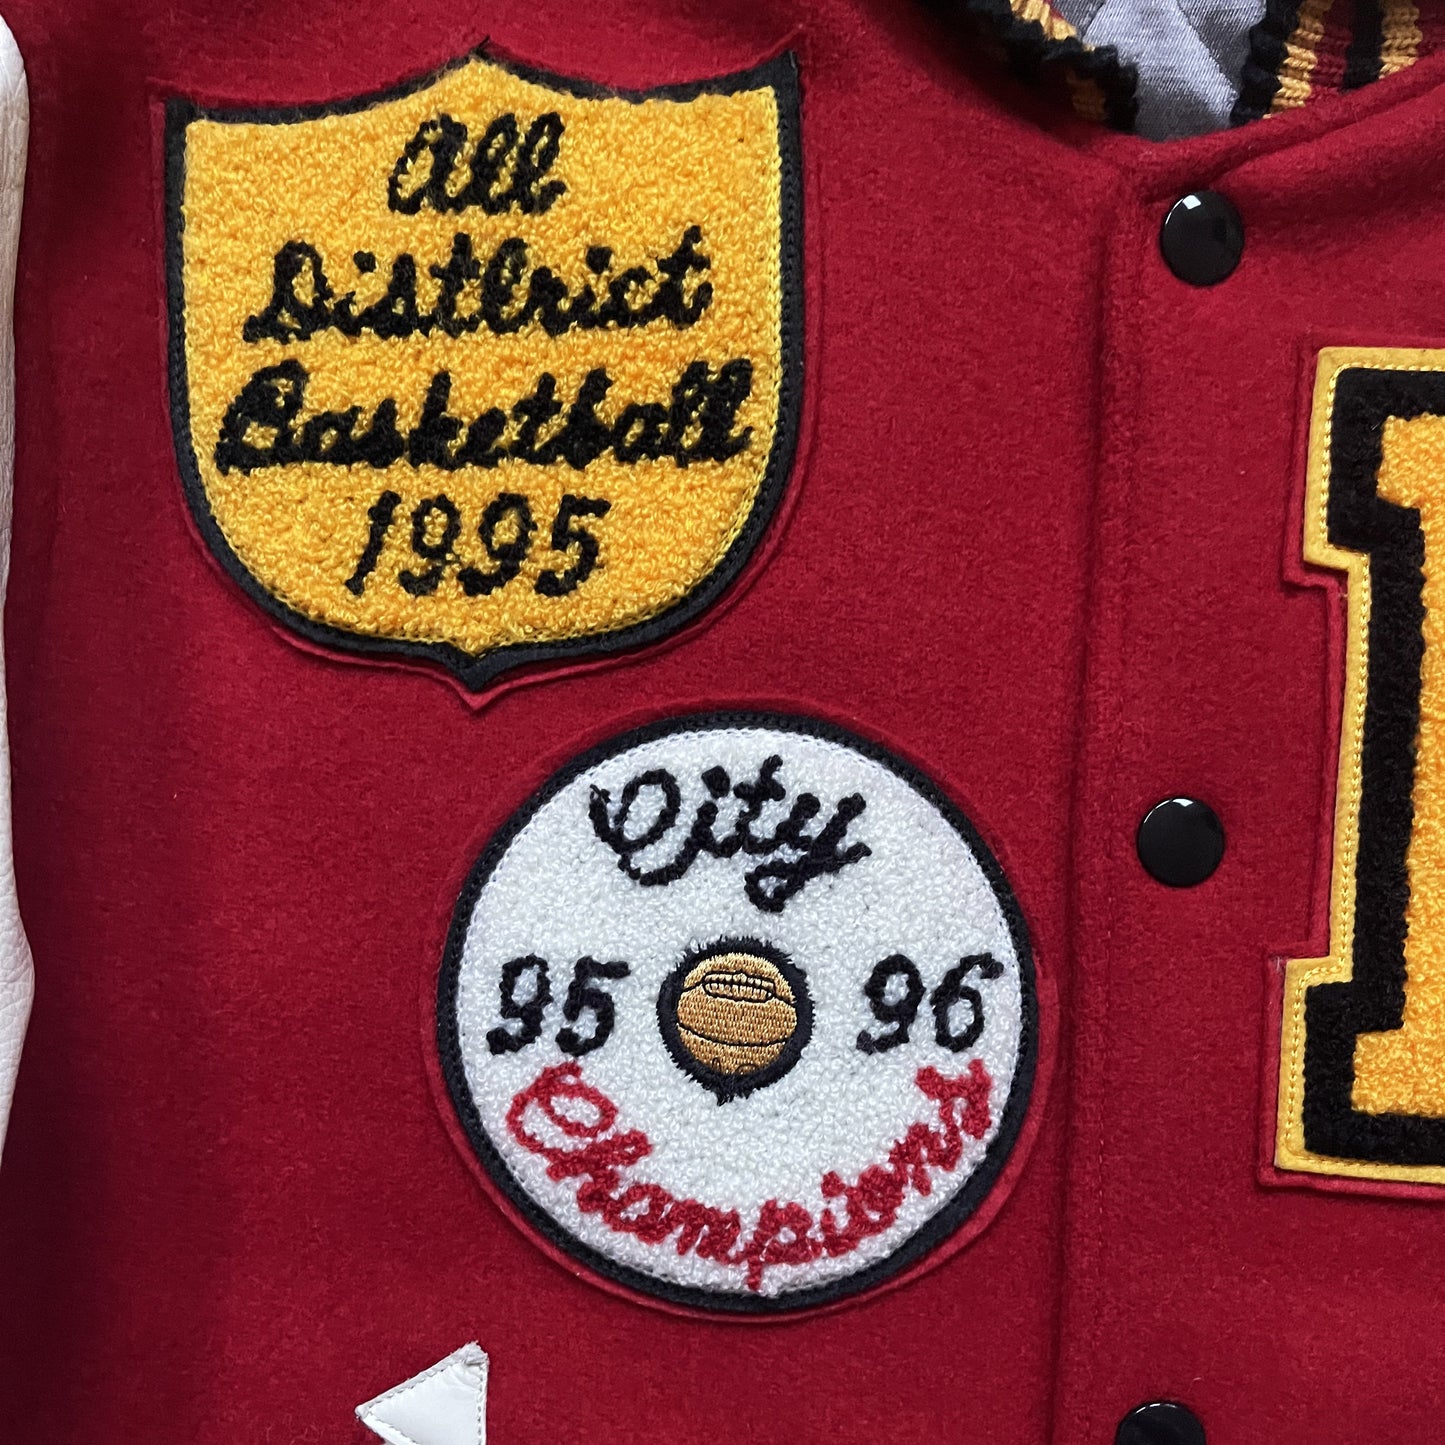 All
District
Basketball
1995
City
95 96
Champions